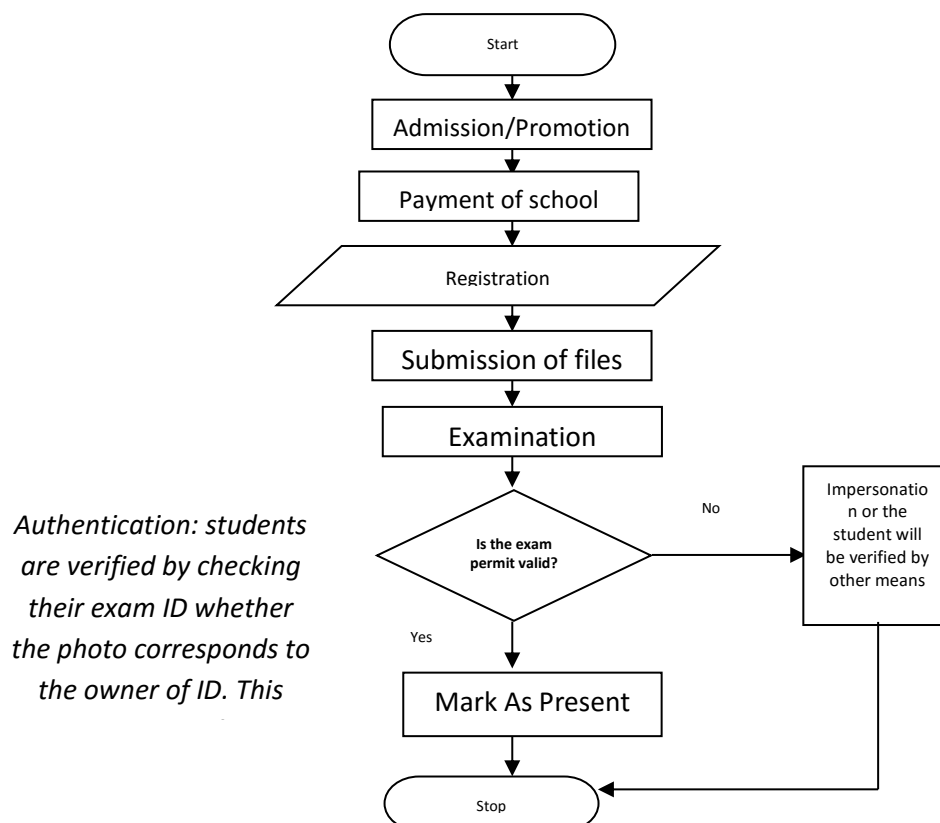 Start
Admission/Promotion
Payment of school
Registration
Submission of files
Examination
Is the exam
permit valid?
No
Impersonatio
n or the
student will
be verified by
other means
Authentication: students
are verified by checking
their exam ID whether
the photo corresponds to
the owner of ID. This
Yes
Mark As Present
Stop